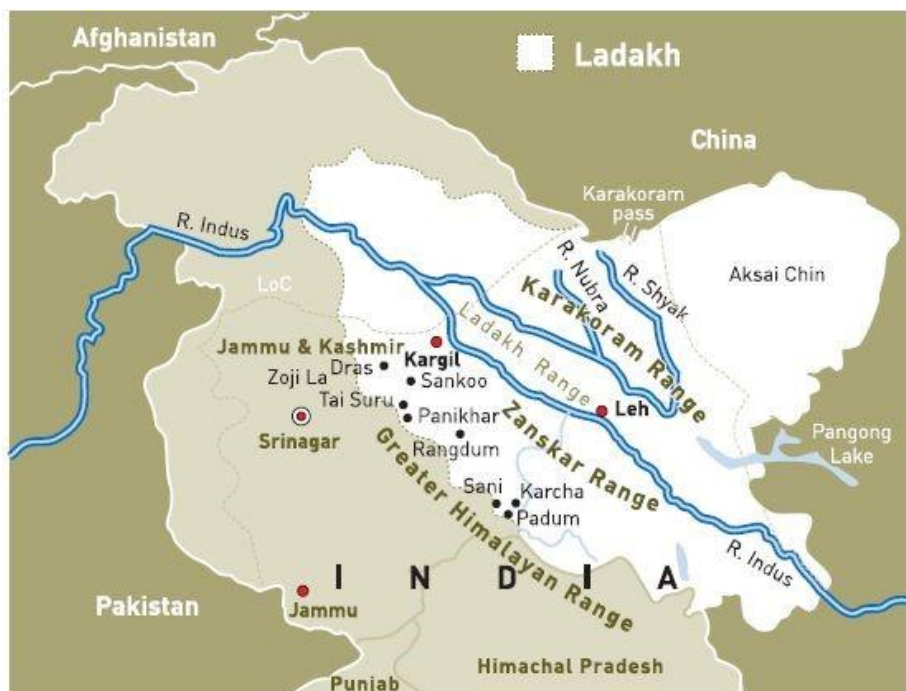 Afghanistan
Ladakh
China
Karakoram
pass
R. Indus
R. Nubra
R. Shyak
Aksai Chin
LoC
Karakoram Range
Ladakh Range
Jammu & Kashmir
Kargil
Dras
Zoji La
Sankoo
Tai Suru
Leh
Panikhar
Srinagar
Zanskar Range
Pangong
Lake
Rangdum
Greater Himalayan Range
Sani
Karcha
Padum
R. Indus
I N D I A
Pakistan
Jammu
Himachal Pradesh
Punjab